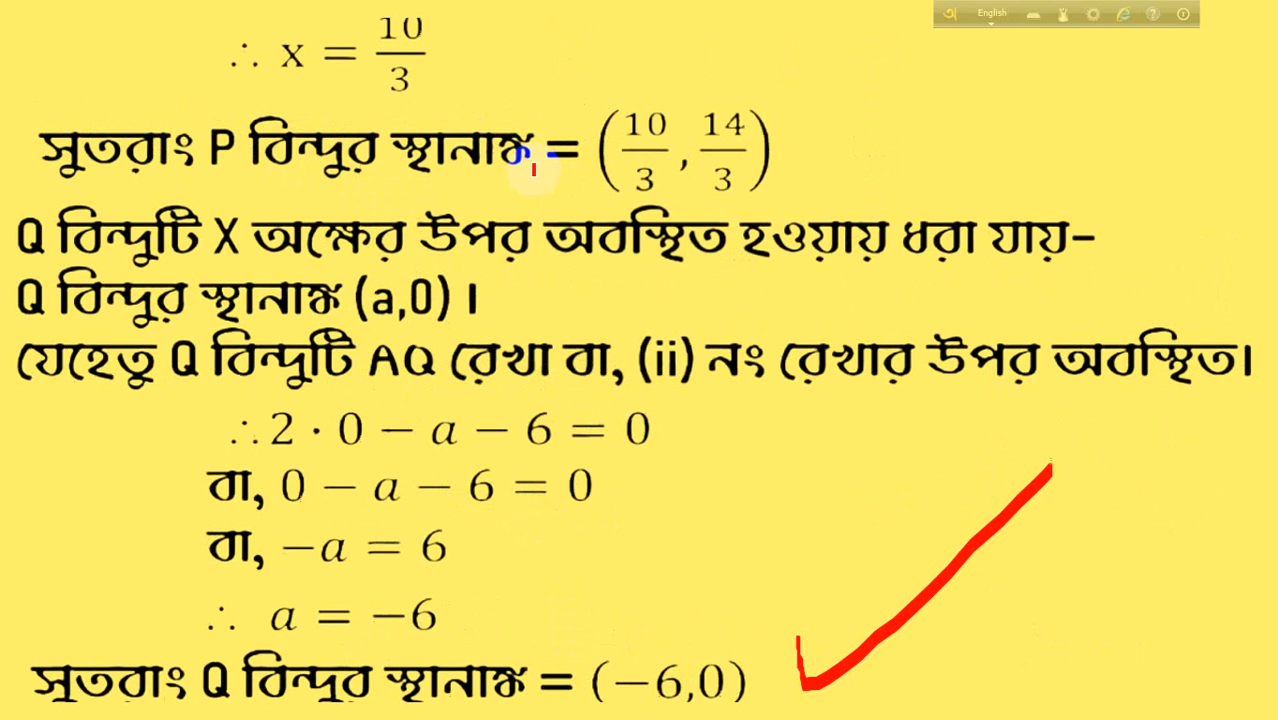 অ English
∴ x = 10/3
সুতরাং P বিন্দুর স্থানাঙ্ক = (10/3, 14/3)
Q বিন্দুটি X অক্ষের উপর অবস্থিত হওয়ায় ধরা যায়–
Q বিন্দুর স্থানাঙ্ক (a,0) ।
যেহেতু Q বিন্দুটি AQ রেখা বা, (ii) নং রেখার উপর অবস্থিত।
∴ 2 · 0 − a − 6 = 0
বা, 0 − a − 6 = 0
বা, −a = 6
∴ a = −6
সুতরাং Q বিন্দুর স্থানাঙ্ক = (−6,0)